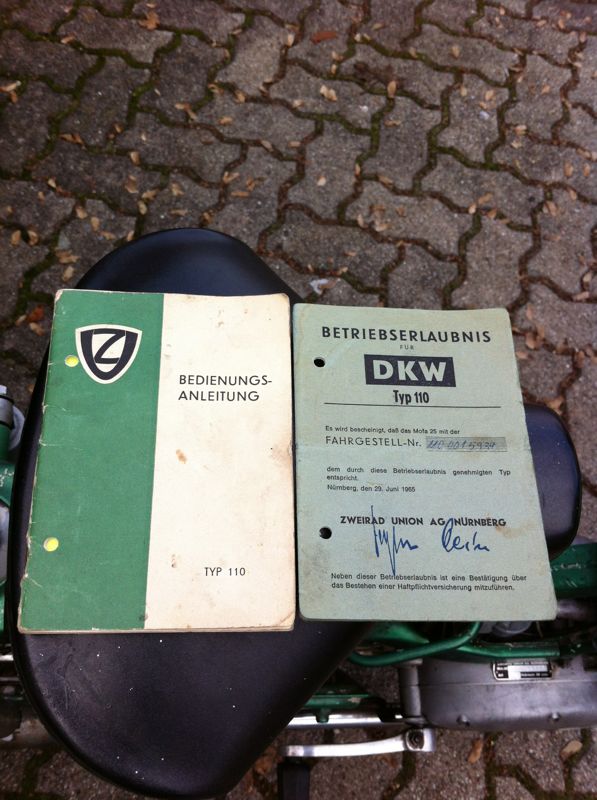 Z
BEDIENUNGS-
ANLEITUNG
TYP 110
BETRIEBSERLAUBNIS
FÜR
DKW
Typ 110
Es wird bescheinigt, daß das Mofa 25 mit der
FAHRGESTELL-Nr.
dem durch diese Betriebserlaubnis genehmigten Typ
entspricht.
Nürnberg, den 29. Juni 1965
ZWEIRAD UNION AG NÜRNBERG
Neben dieser Betriebserlaubnis ist eine Bestätigung über
das Bestehen einer Haftpflichtversicherung mitzuführen.